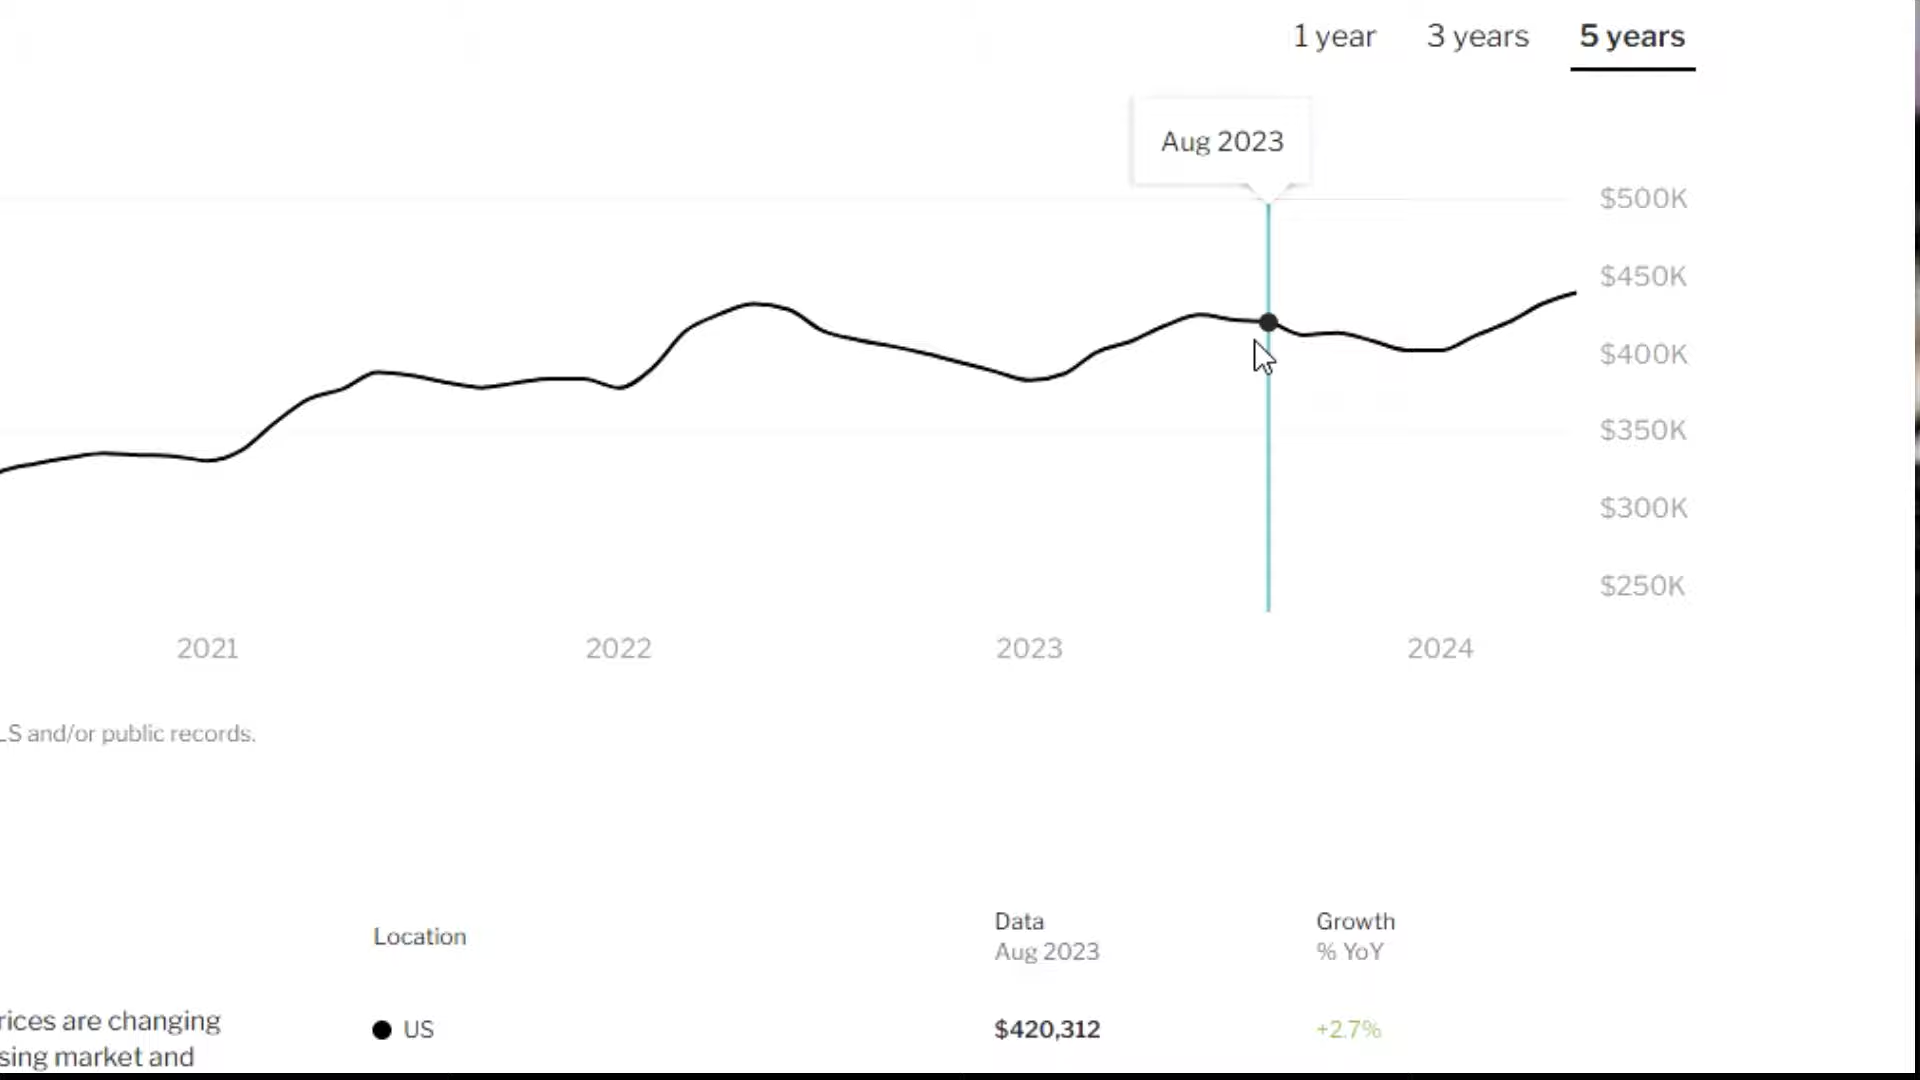 1 year 3 years 5 years
Aug 2023
$500K
$450K
$400K
$350K
$300K
$250K
2021 2022 2023 2024
LS and/or public records.
Location
Data
Aug 2023
Growth
% YoY
rices are changing
sing market and
US
$420,312
+2.7%